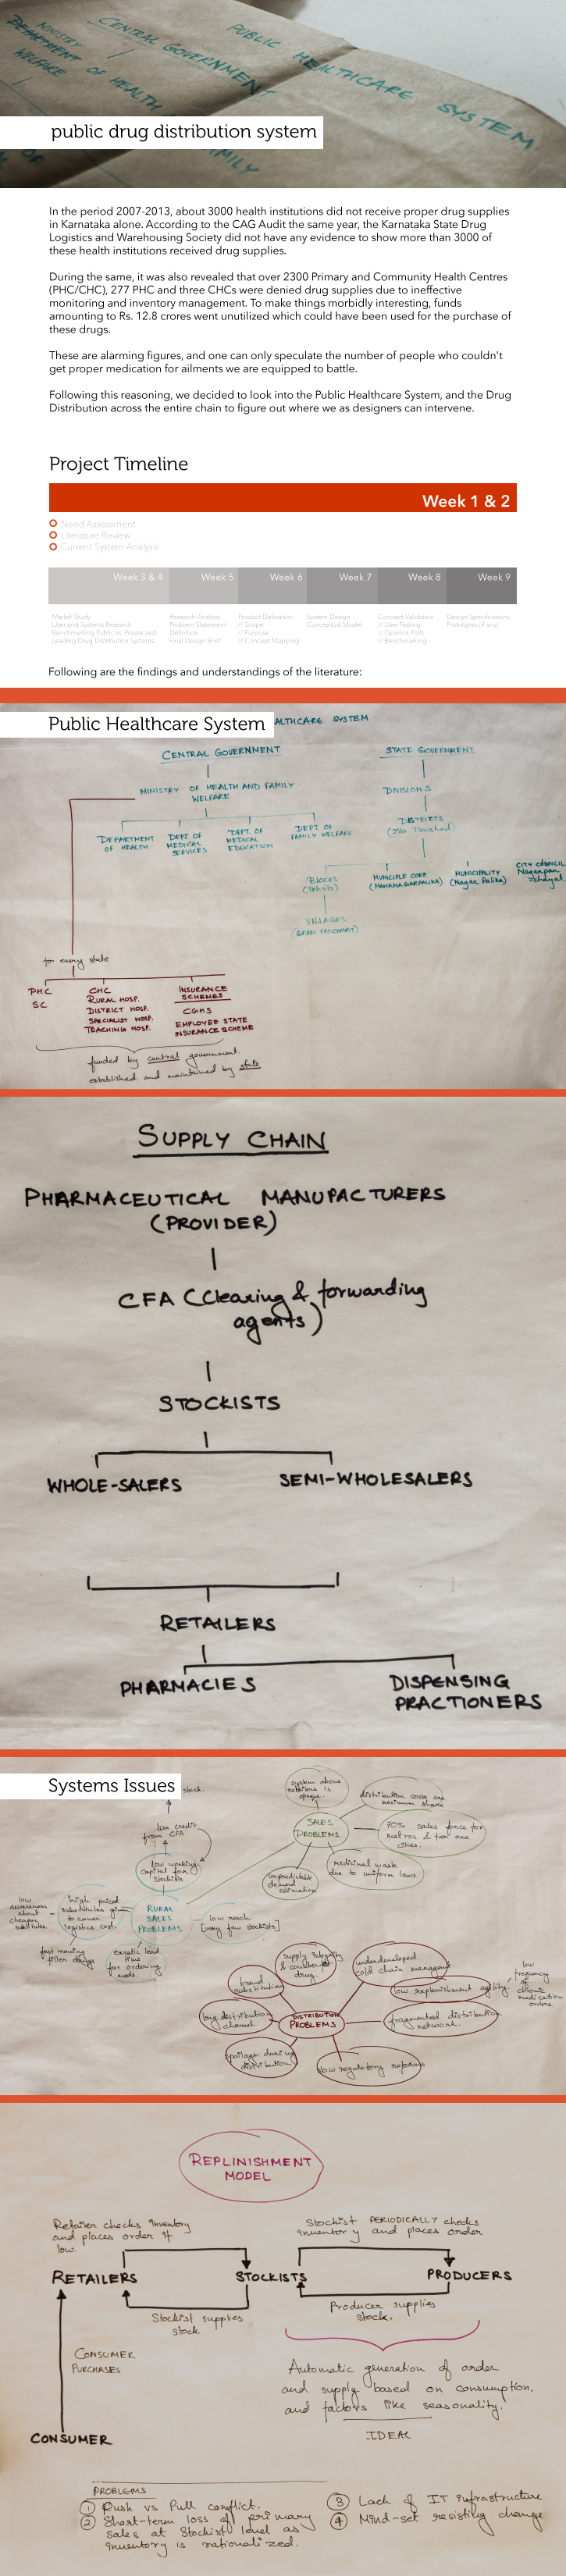 PUBLIC HEALTHCARE SYSTEM
CENTRAL GOVERNMENT
MINISTRY
DEPARTMENT OF HEALTH
WELFARE
public drug distribution system
In the period 2007-2013, about 3000 health institutions did not receive proper drug supplies
in Karnataka alone. According to the CAG Audit the same year, the Karnataka State Drug
Logistics and Warehousing Society did not have any evidence to show more than 3000 of
these health institutions received drug supplies.
During the same, it was also revealed that over 2300 Primary and Community Health Centres
(PHC/CHC), 277 PHC and three CHCs were denied drug supplies due to ineffective
monitoring and inventory management. To make things morbidly interesting, funds
amounting to Rs. 12.8 crores went unutilized which could have been used for the purchase of
these drugs.
These are alarming figures, and one can only speculate the number of people who couldn't
get proper medication for ailments we are equipped to battle.
Following this reasoning, we decided to look into the Public Healthcare System, and the Drug
Distribution across the entire chain to figure out where we as designers can intervene.
Project Timeline
Week 1 & 2
Need Assessment
Literature Review
Current System Analysis
Week 3 & 4 Week 5 Week 6 Week 7 Week 8 Week 9
Market Study
User and Systems Research
Benchmarking Public vs. Private and
Leading Drug Distribution Systems
Research Analysis
Problem Statement
Definition
Final Design Brief
Product Definition
// Scope
// Purpose
// Concept Mapping
System Design -
Conceptual Model
Concept Validation
// User Testing
// Opinion Polls
// Benchmarking
Design Specifications
Prototypes (if any)
Following are the findings and understandings of the literature:
Public Healthcare System
ALTHCARE SYSTEM
CENTRAL GOVERNMENT
MINISTRY OF HEALTH AND FAMILY
WELFARE
DEPARTMENT
OF HEALTH
DEPT OF
MEDICAL
SERVICES
DEPT. OF
MEDICAL
EDUCATION
DEPT OF
FAMILY WELFARE
STATE GOVERNMENT
DIVISIONS
DISTRICTS
(Zila Parishad)
BLOCKS
(Tehsils)
MUNICIPLE CORP.
(MAHANAGARPALIKA)
MUNICIPALITY
(Nagar Palika)
CITY COUNCIL
VILLAGES
(GRAM PANCHAYAT)
for every state
PHC
SC
CHC
RURAL HOSP.
DISTRICT HOSP.
SPECIALIST HOSP.
TEACHING HOSP.
INSURANCE
SCHEMES
CGHS
EMPLOYEE STATE
INSURANCE SCHEME
funded by central government.
established and maintained by state
SUPPLY CHAIN
PHARMACEUTICAL MANUFACTURERS
(PROVIDER)
CFA (Clearing & forwarding
agents)
STOCKISTS
WHOLE-SALERS
SEMI-WHOLESALERS
RETAILERS
PHARMACIES
DISPENSING
PRACTIONERS
Systems Issues
stock.
less credit
from CFA
low working
capital for
stockists
RURAL
SALES
PROBLEMS
low
awareness
about
cheaper
substitutes
high priced
substitutes given
to cover
logistics cost
fast moving
filler drugs
erratic lead
time
for ordering
meds.
low reach
[very few stockists]
SALES
PROBLEMS
system above
retailers is
opaque.
distribution costs are
maximum share
70% sales force for
metros & tier one
cities.
medicinal waste
due to uniform laws
unpredictable
demand
estimation
DISTRIBUTION
PROBLEMS
supply integrity
& counterfeit
drug.
underdeveloped
cold chain managemt
low replenishment agility
low
frequency
of
chronic
medication
orders.
fragmented distribution
network.
slow regulatory reforms
spoilage during
distribution
long distribution
channel
brand
substitution
REPLINISHMENT
MODEL
Retailer checks inventory
and places order if
low.
Stockist PERIODICALLY checks
inventory and places order
RETAILERS
STOCKISTS
PRODUCERS
Stockist supplies
stock
Producer supplies
stock.
CONSUMER
PURCHASES
Automatic generation of order
and supply based on consumption.
and factors like seasonality.
IDEAL
CONSUMER
PROBLEMS
1 Push vs Pull conflict.
2 Short-term loss of primary
sales at Stockist level as
inventory is rationalized.
3 Lack of IT infrastructure
4 Mind-set resisting change